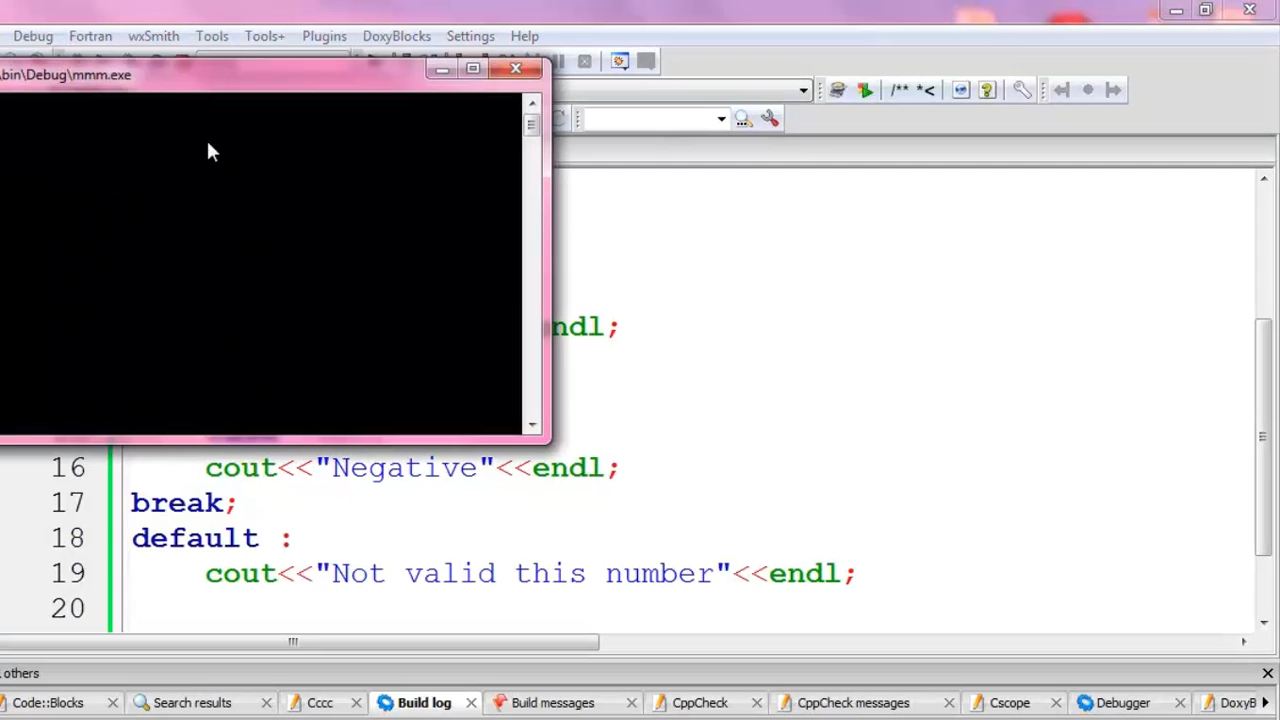 Debug Fortran wxSmith Tools Tools+ Plugins DoxyBlocks Settings Help
bin\Debug\mmm.exe
/** *<
ndl;
16 cout<<"Negative"<<endl;
17 break;
18 default :
19 cout<<"Not valid this number"<<endl;
20
others
Code::Blocks Search results Cccc Build log Build messages CppCheck CppCheck messages Cscope Debugger DoxyB